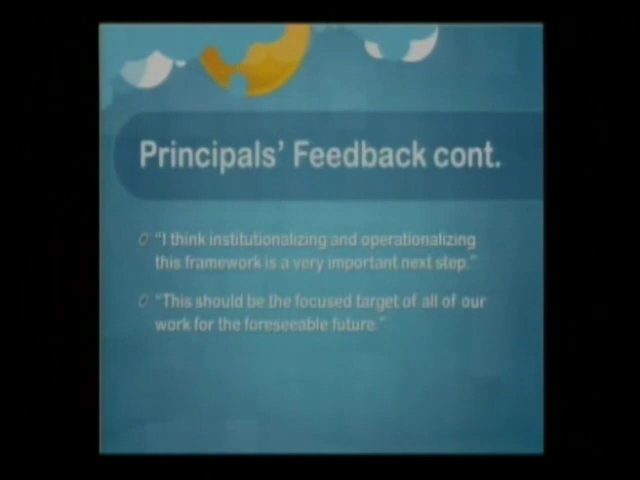 Principals' Feedback cont.
"I think institutionalizing and operationalizing
this framework is a very important next step."
"This should be the focused target of all of our
work for the foreseeable future."